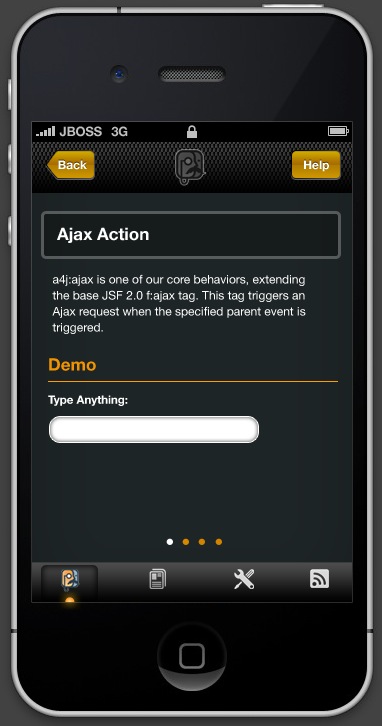 JBOSS 3G
Back
Help
Ajax Action
a4j:ajax is one of our core behaviors, extending
the base JSF 2.0 f:ajax tag. This tag triggers an
Ajax request when the specified parent event is
triggered.
Demo
Type Anything: